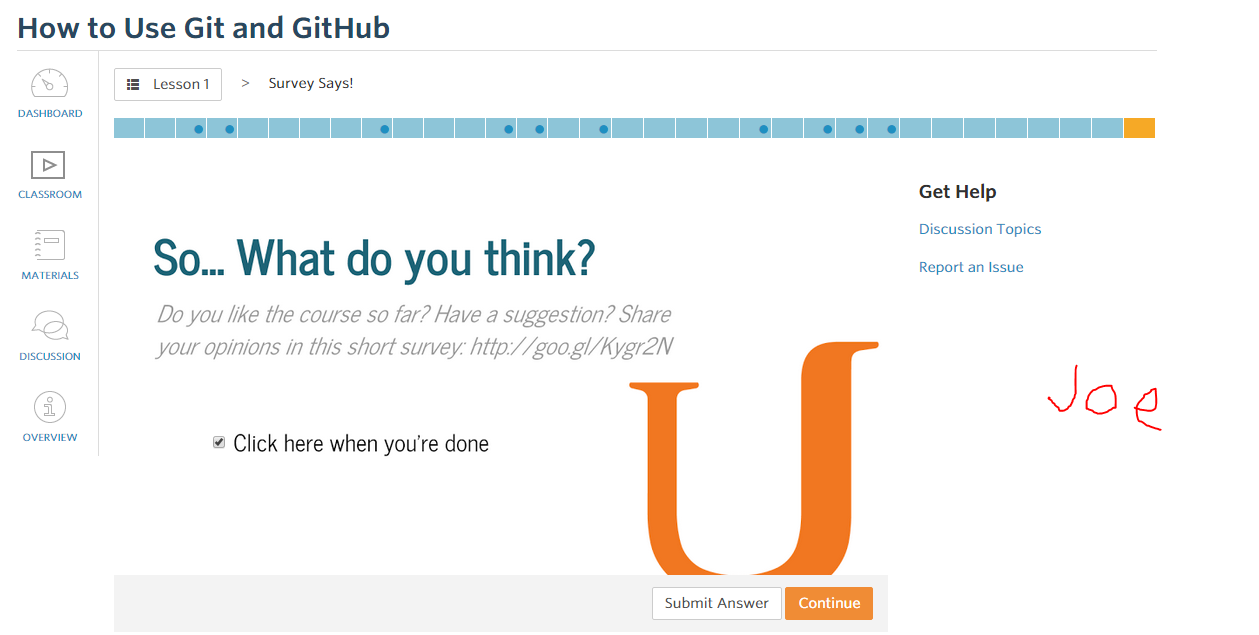 How to Use Git and GitHub
DASHBOARD
CLASSROOM
MATERIALS
DISCUSSION
OVERVIEW
Lesson 1 > Survey Says!
So... What do you think?
Do you like the course so far? Have a suggestion? Share
your opinions in this short survey: http://goo.gl/Kygr2N
Click here when you're done
U
Submit Answer Continue
Get Help
Discussion Topics
Report an Issue
Joe